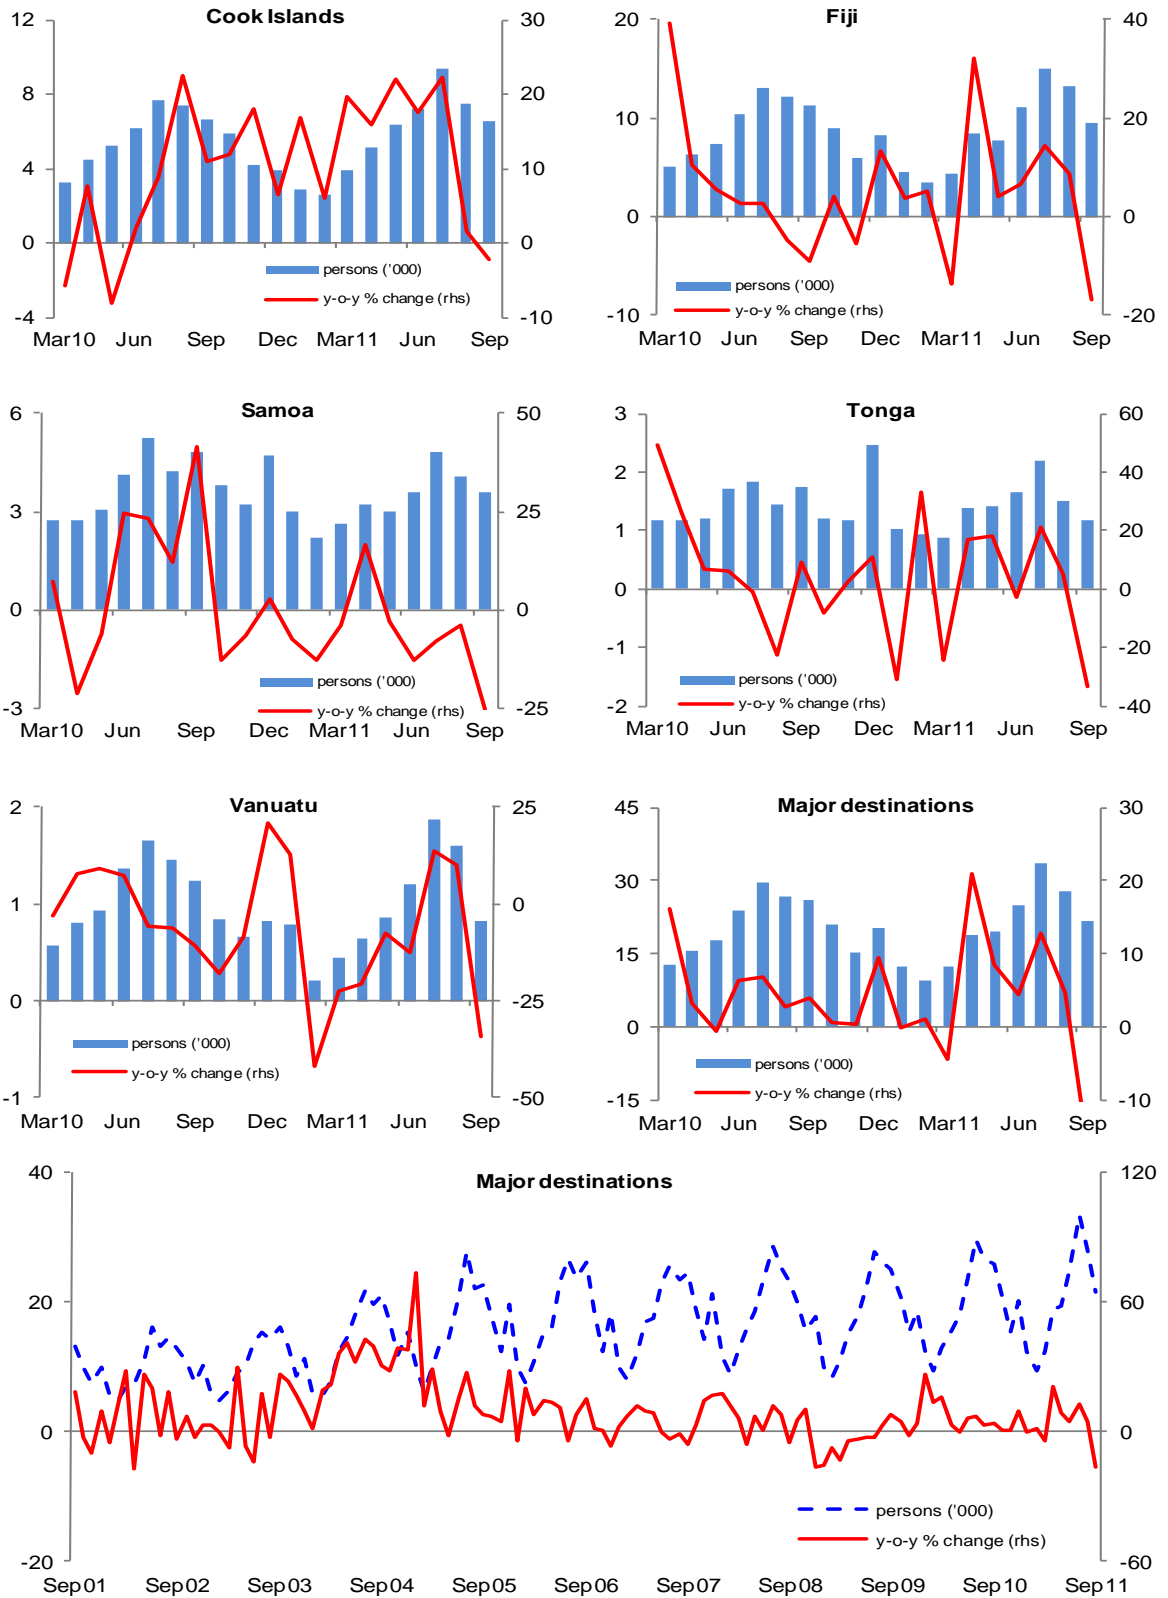 Cook Islands
12
8
4
0
-4
30
20
10
0
-10
persons ('000)
y-o-y % change (rhs)
Mar10 Jun Sep Dec Mar11 Jun Sep
Fiji
20
10
0
-10
40
20
0
-20
persons ('000)
y-o-y % change (rhs)
Mar10 Jun Sep Dec Mar11 Jun Sep
Samoa
6
3
0
-3
50
25
0
-25
persons ('000)
y-o-y % change (rhs)
Mar10 Jun Sep Dec Mar11 Jun Sep
Tonga
3
2
1
0
-1
-2
60
40
20
0
-20
-40
persons ('000)
y-o-y % change (rhs)
Mar10 Jun Sep Dec Mar11 Jun Sep
Vanuatu
2
1
0
-1
25
0
-25
-50
persons ('000)
y-o-y % change (rhs)
Mar10 Jun Sep Dec Mar11 Jun Sep
Major destinations
45
30
15
0
-15
30
20
10
0
-10
persons ('000)
y-o-y % change (rhs)
Mar10 Jun Sep Dec Mar11 Jun Sep
Major destinations
40
20
0
-20
120
60
0
-60
persons ('000)
y-o-y % change (rhs)
Sep01 Sep02 Sep03 Sep04 Sep05 Sep06 Sep07 Sep08 Sep09 Sep10 Sep11